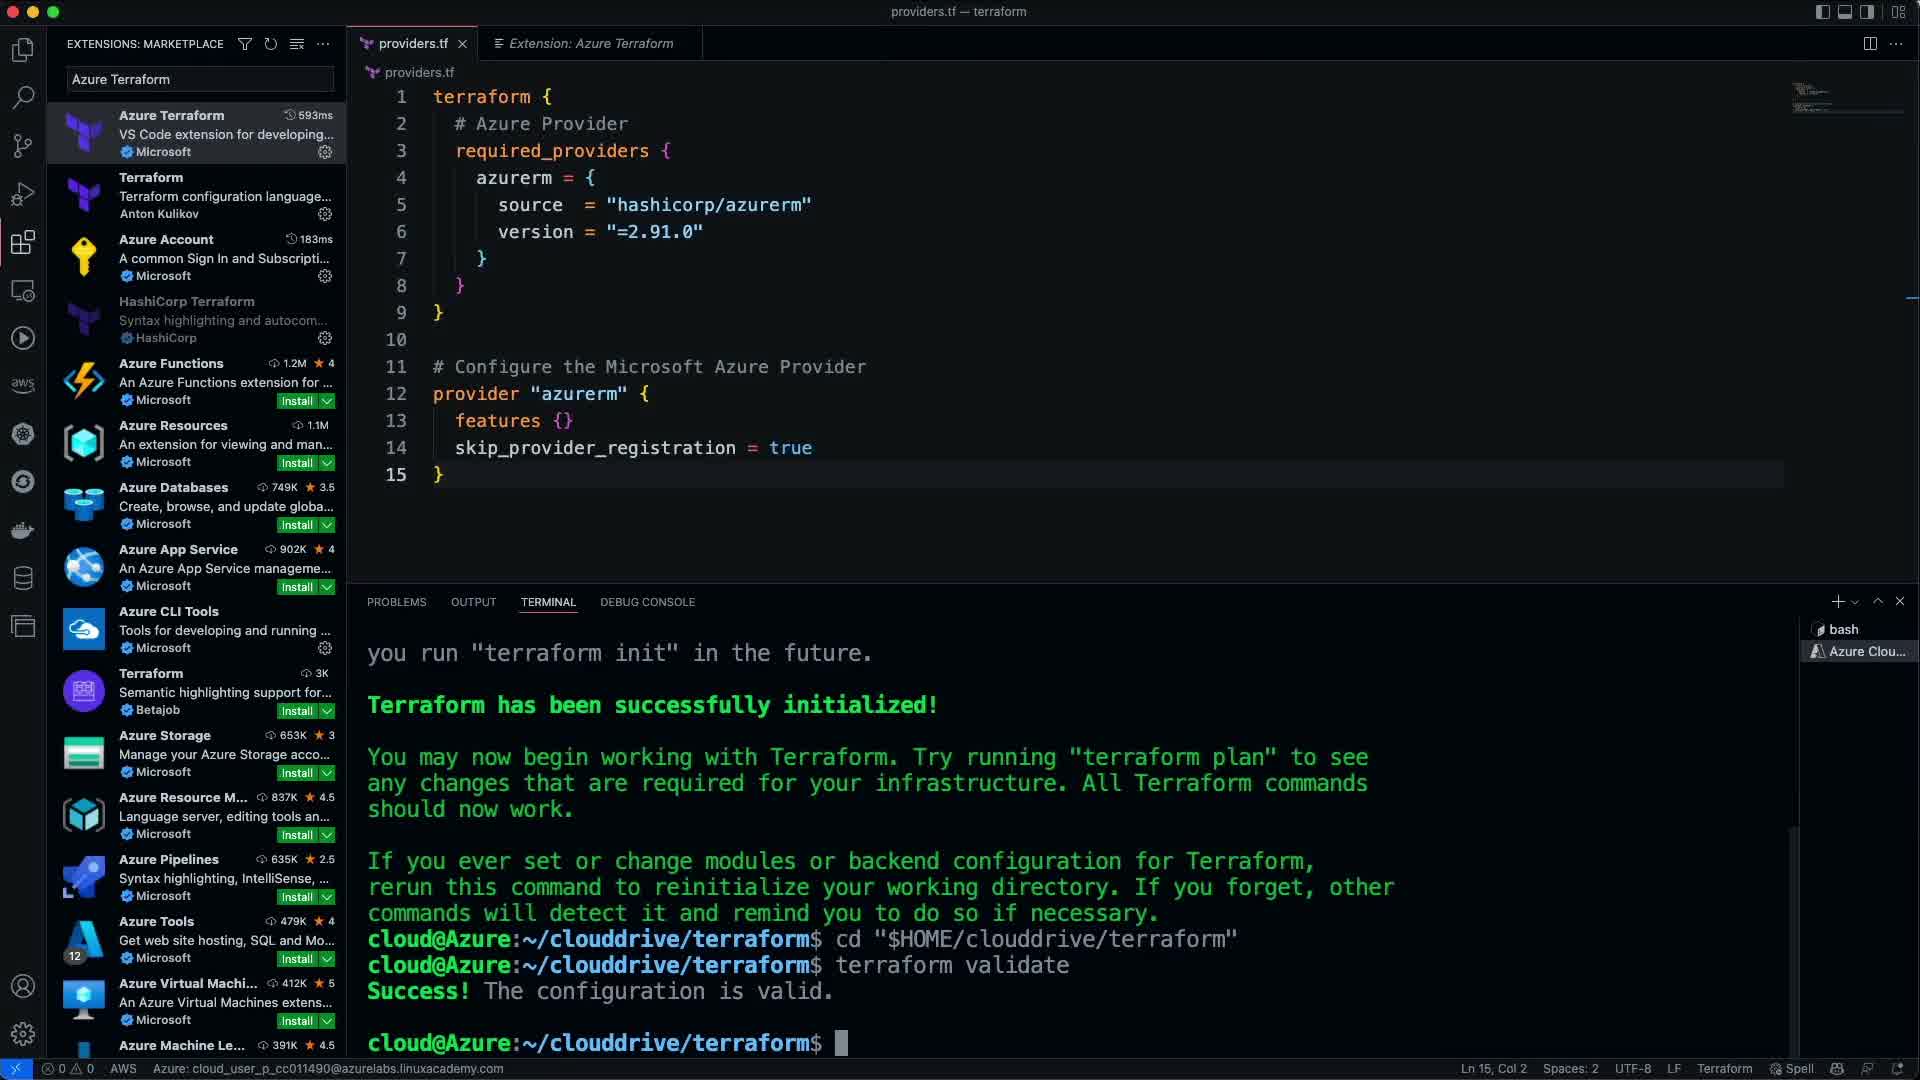 providers.tf — terraform
EXTENSIONS: MARKETPLACE
Azure Terraform
Azure Terraform 593ms
VS Code extension for developing...
Microsoft
Terraform
Terraform configuration language...
Anton Kulikov
Azure Account 183ms
A common Sign In and Subscripti...
Microsoft
HashiCorp Terraform
Syntax highlighting and autocom...
HashiCorp
Azure Functions 1.2M 4
An Azure Functions extension for ...
Microsoft Install
Azure Resources 1.1M
An extension for viewing and man...
Microsoft Install
Azure Databases 749K 3.5
Create, browse, and update globa...
Microsoft Install
Azure App Service 902K 4
An Azure App Service manageme...
Microsoft Install
Azure CLI Tools
Tools for developing and running ...
Microsoft
Terraform 3K
Semantic highlighting support for...
Betajob Install
Azure Storage 653K 3
Manage your Azure Storage acco...
Microsoft Install
Azure Resource M... 837K 4.5
Language server, editing tools an...
Microsoft Install
Azure Pipelines 635K 2.5
Syntax highlighting, IntelliSense, ...
Microsoft Install
Azure Tools 479K 4
Get web site hosting, SQL and Mo...
12 Microsoft Install
Azure Virtual Machi... 412K 5
An Azure Virtual Machines extens...
Microsoft Install
Azure Machine Le... 391K 4.5
aws
providers.tf Extension: Azure Terraform
providers.tf
1 terraform {
2 # Azure Provider
3 required_providers {
4 azurerm = {
5 source = "hashicorp/azurerm"
6 version = "=2.91.0"
7 }
8 }
9 }
10
11 # Configure the Microsoft Azure Provider
12 provider "azurerm" {
13 features {}
14 skip_provider_registration = true
15 }
PROBLEMS OUTPUT TERMINAL DEBUG CONSOLE
you run "terraform init" in the future.
Terraform has been successfully initialized!
You may now begin working with Terraform. Try running "terraform plan" to see
any changes that are required for your infrastructure. All Terraform commands
should now work.
If you ever set or change modules or backend configuration for Terraform,
rerun this command to reinitialize your working directory. If you forget, other
commands will detect it and remind you to do so if necessary.
cloud@Azure:~/clouddrive/terraform$ cd "$HOME/clouddrive/terraform"
cloud@Azure:~/clouddrive/terraform$ terraform validate
Success! The configuration is valid.
cloud@Azure:~/clouddrive/terraform$
bash
Azure Clou...
0 0 AWS Azure: cloud_user_p_cc011490@azurelabs.linuxacademy.com
Ln 15, Col 2 Spaces: 2 UTF-8 LF Terraform Spell